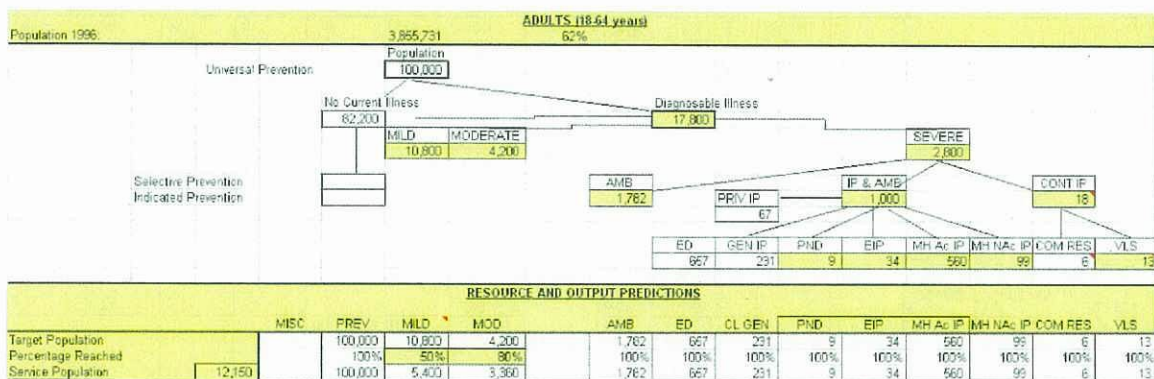 ADULTS (18-64 years)
Population 1996: 3,865,731 62%
Population
Universal Prevention 100,000
No Current Illness Diagnosable Illness
82,200 17,800
MILD MODERATE SEVERE
10,800 4,200 2,800
Selective Prevention AMB IP & AMB CONT IP
Indicated Prevention 1,762 PRIV IP 1,000 18
67
ED GEN IP PND EIP MH Ac IP MH NAc IP COM RES VLS
667 231 9 34 560 99 6 13
RESOURCE AND OUTPUT PREDICTIONS
MISC PREV MILD MOD AMB ED CL GEN PND EIP MH Ac IP MH NAc IP COM RES VLS
Target Population 100,000 10,800 4,200 1,762 667 231 9 34 560 99 6 13
Percentage Reached 100% 50% 80% 100% 100% 100% 100% 100% 100% 100% 100% 100%
Service Population 12,150 100,000 5,400 3,360 1,762 667 231 9 34 560 99 6 13